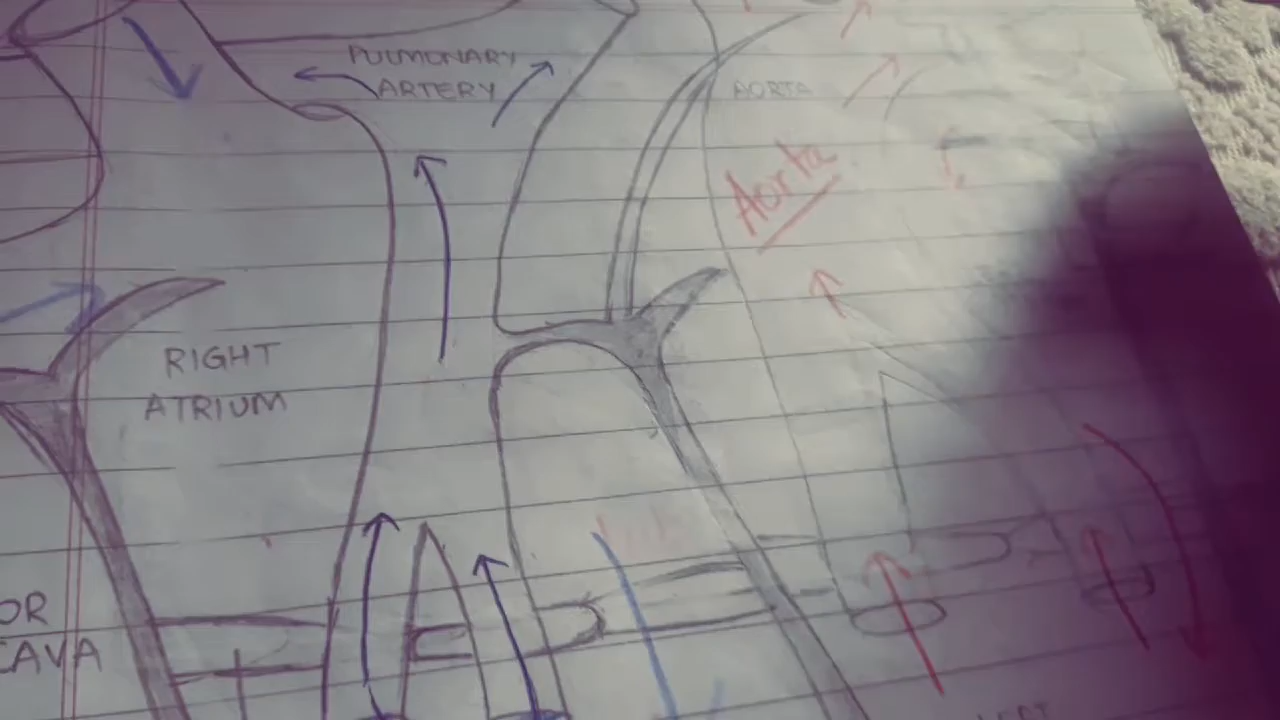 PULMONARY
ARTERY
AORTA
Aorta
RIGHT
ATRIUM
OR
CAVA